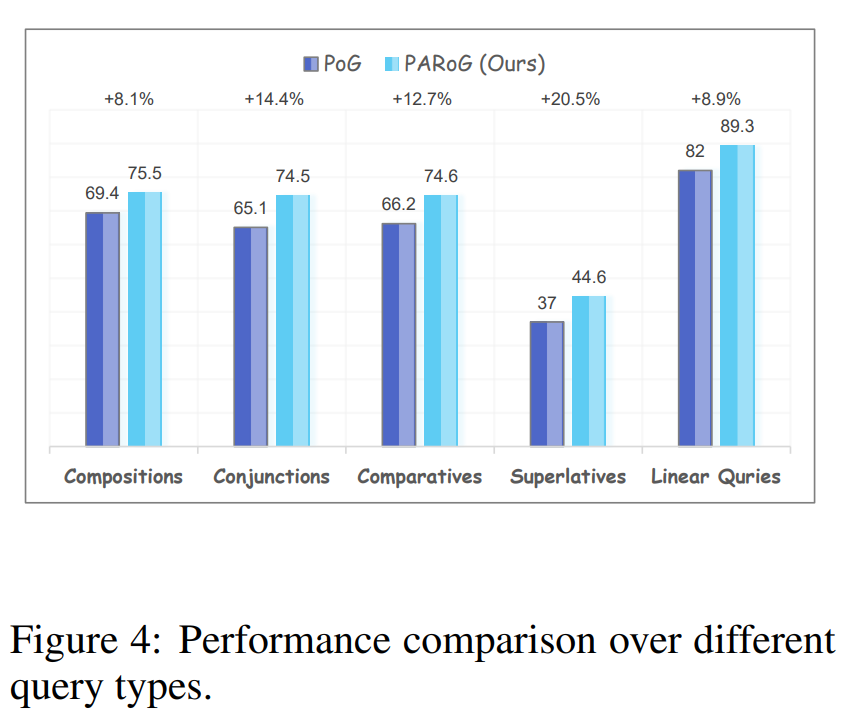 PoG PARoG (Ours)
+8.1% +14.4% +12.7% +20.5% +8.9%
69.4 75.5 65.1 74.5 66.2 74.6 37 44.6 82 89.3
Compositions Conjunctions Comparatives Superlatives Linear Quries
Figure 4: Performance comparison over different
query types.